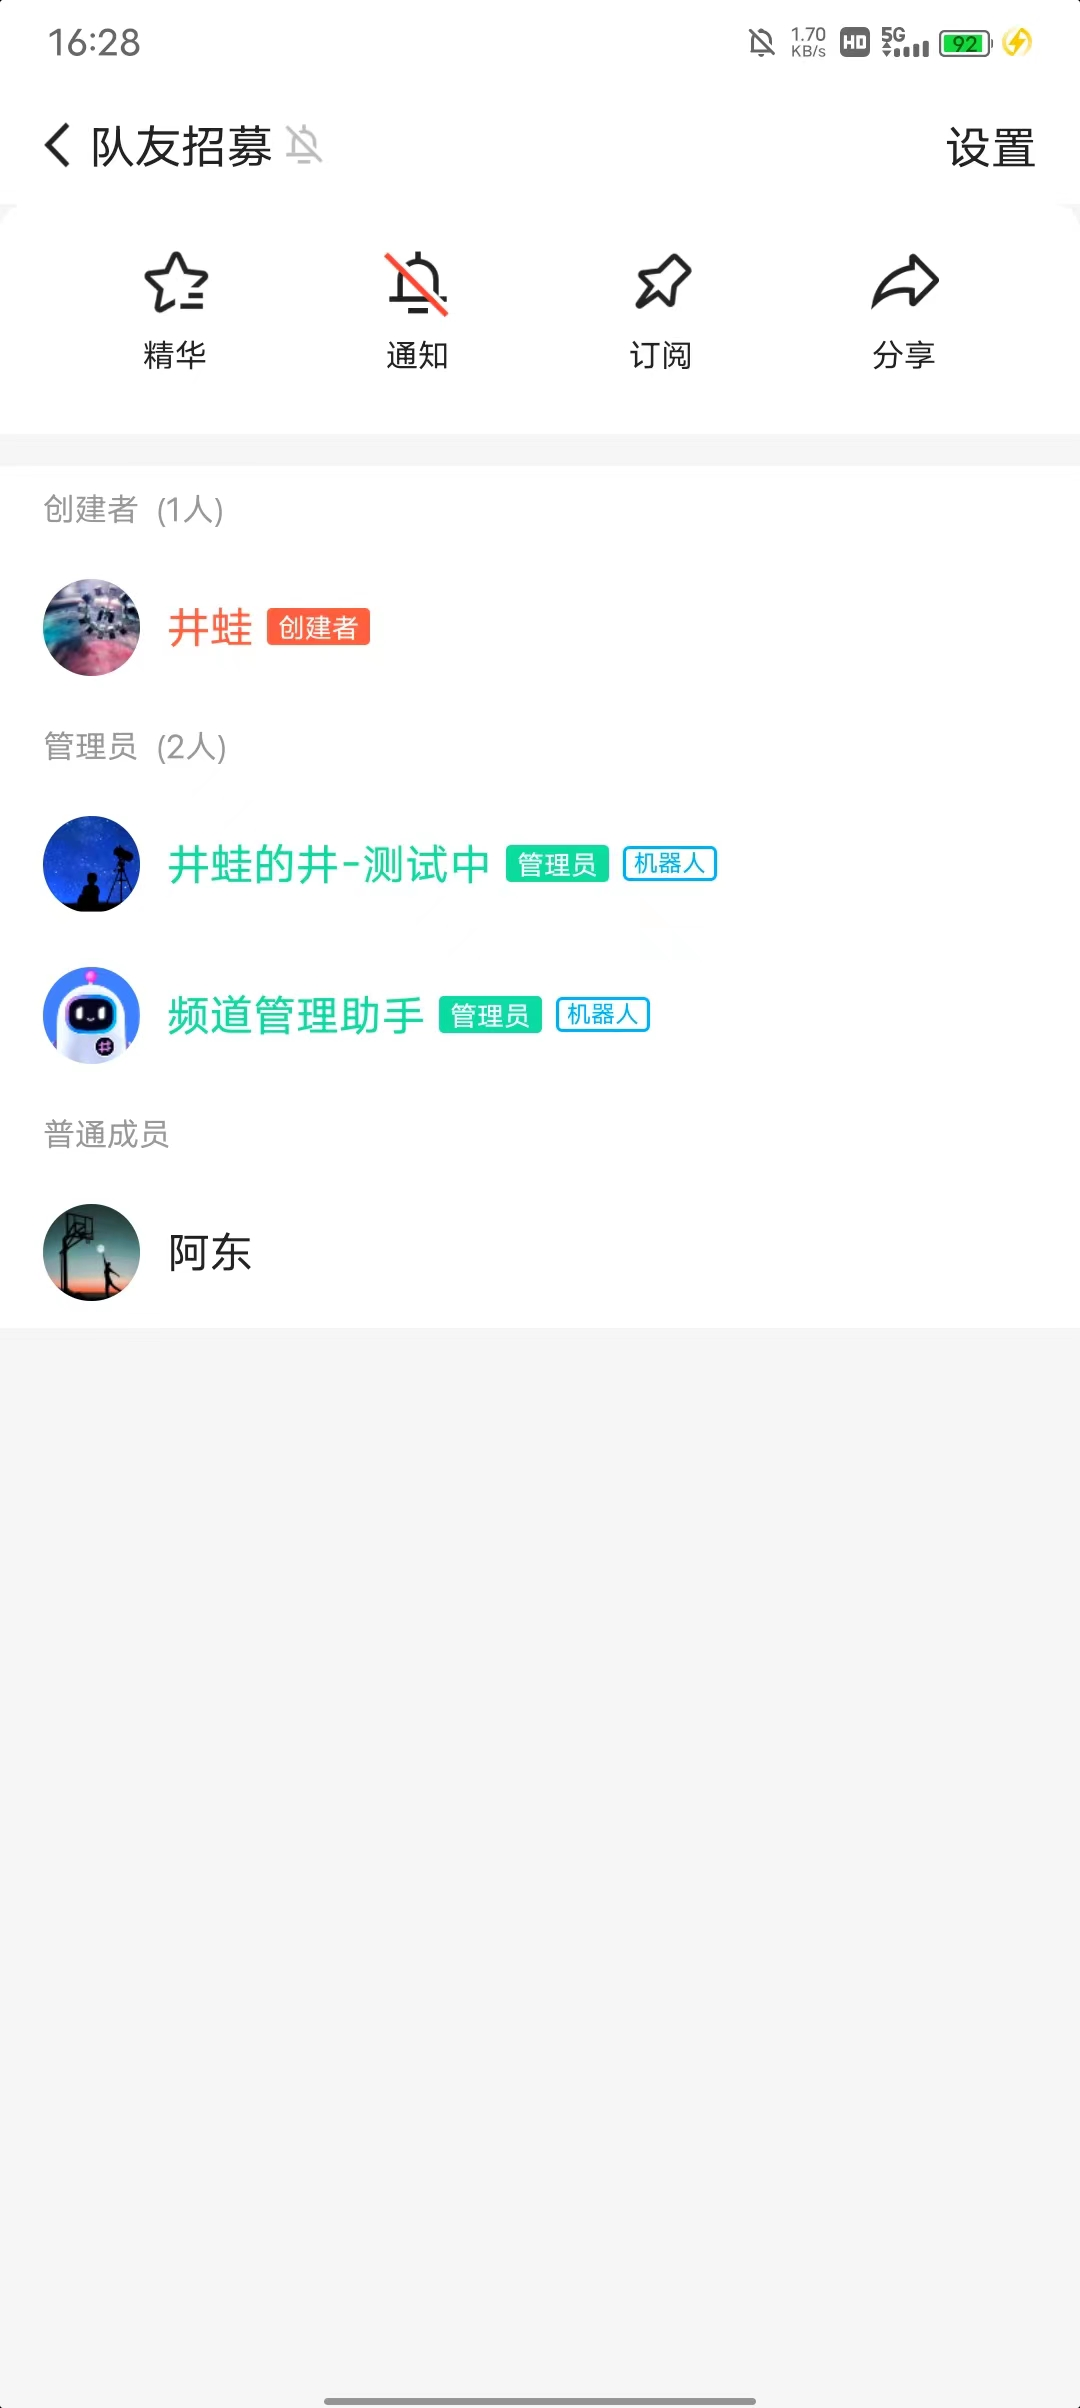 16:28 1.70 KB/s HD 5G 92
队友招募 设置
精华 通知 订阅 分享
创建者 (1人)
井蛙 创建者
管理员 (2人)
井蛙的井-测试中 管理员 机器人
频道管理助手 管理员 机器人
普通成员
阿东